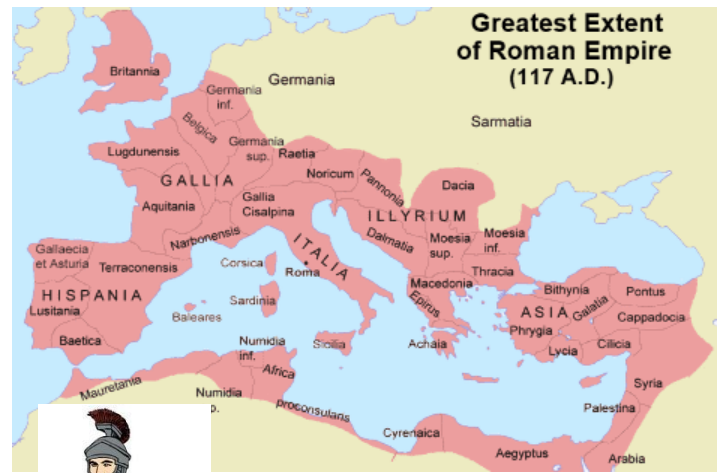 Greatest Extent
of Roman Empire
(117 A.D.)
Britannia
Germania
Germania
inf.
Sarmatia
Belgica
Lugdunensis
Germania
sup.
Raetia
Noricum
Pannonia
Dacia
GALLIA
Gallia
Cisalpina
Aquitania
ILLYRIUM
Dalmatia
Moesia
sup.
Moesia
inf.
Narbonensis
ITALIA
Gallaecia
et Asturia
Terraconensis
Corsica
Roma
Thracia
Macedonia
Epirus
Bithynia
Pontus
HISPANIA
Lusitania
Baetica
Baleares
Sardinia
ASIA
Galatia
Cappadocia
Phrygia
Lycia
Cilicia
Numidia
inf.
Sicilia
Achaia
Africa
proconsularis
Mauretania
Numidia
Syria
Palestina
Cyrenaica
Aegyptus
Arabia